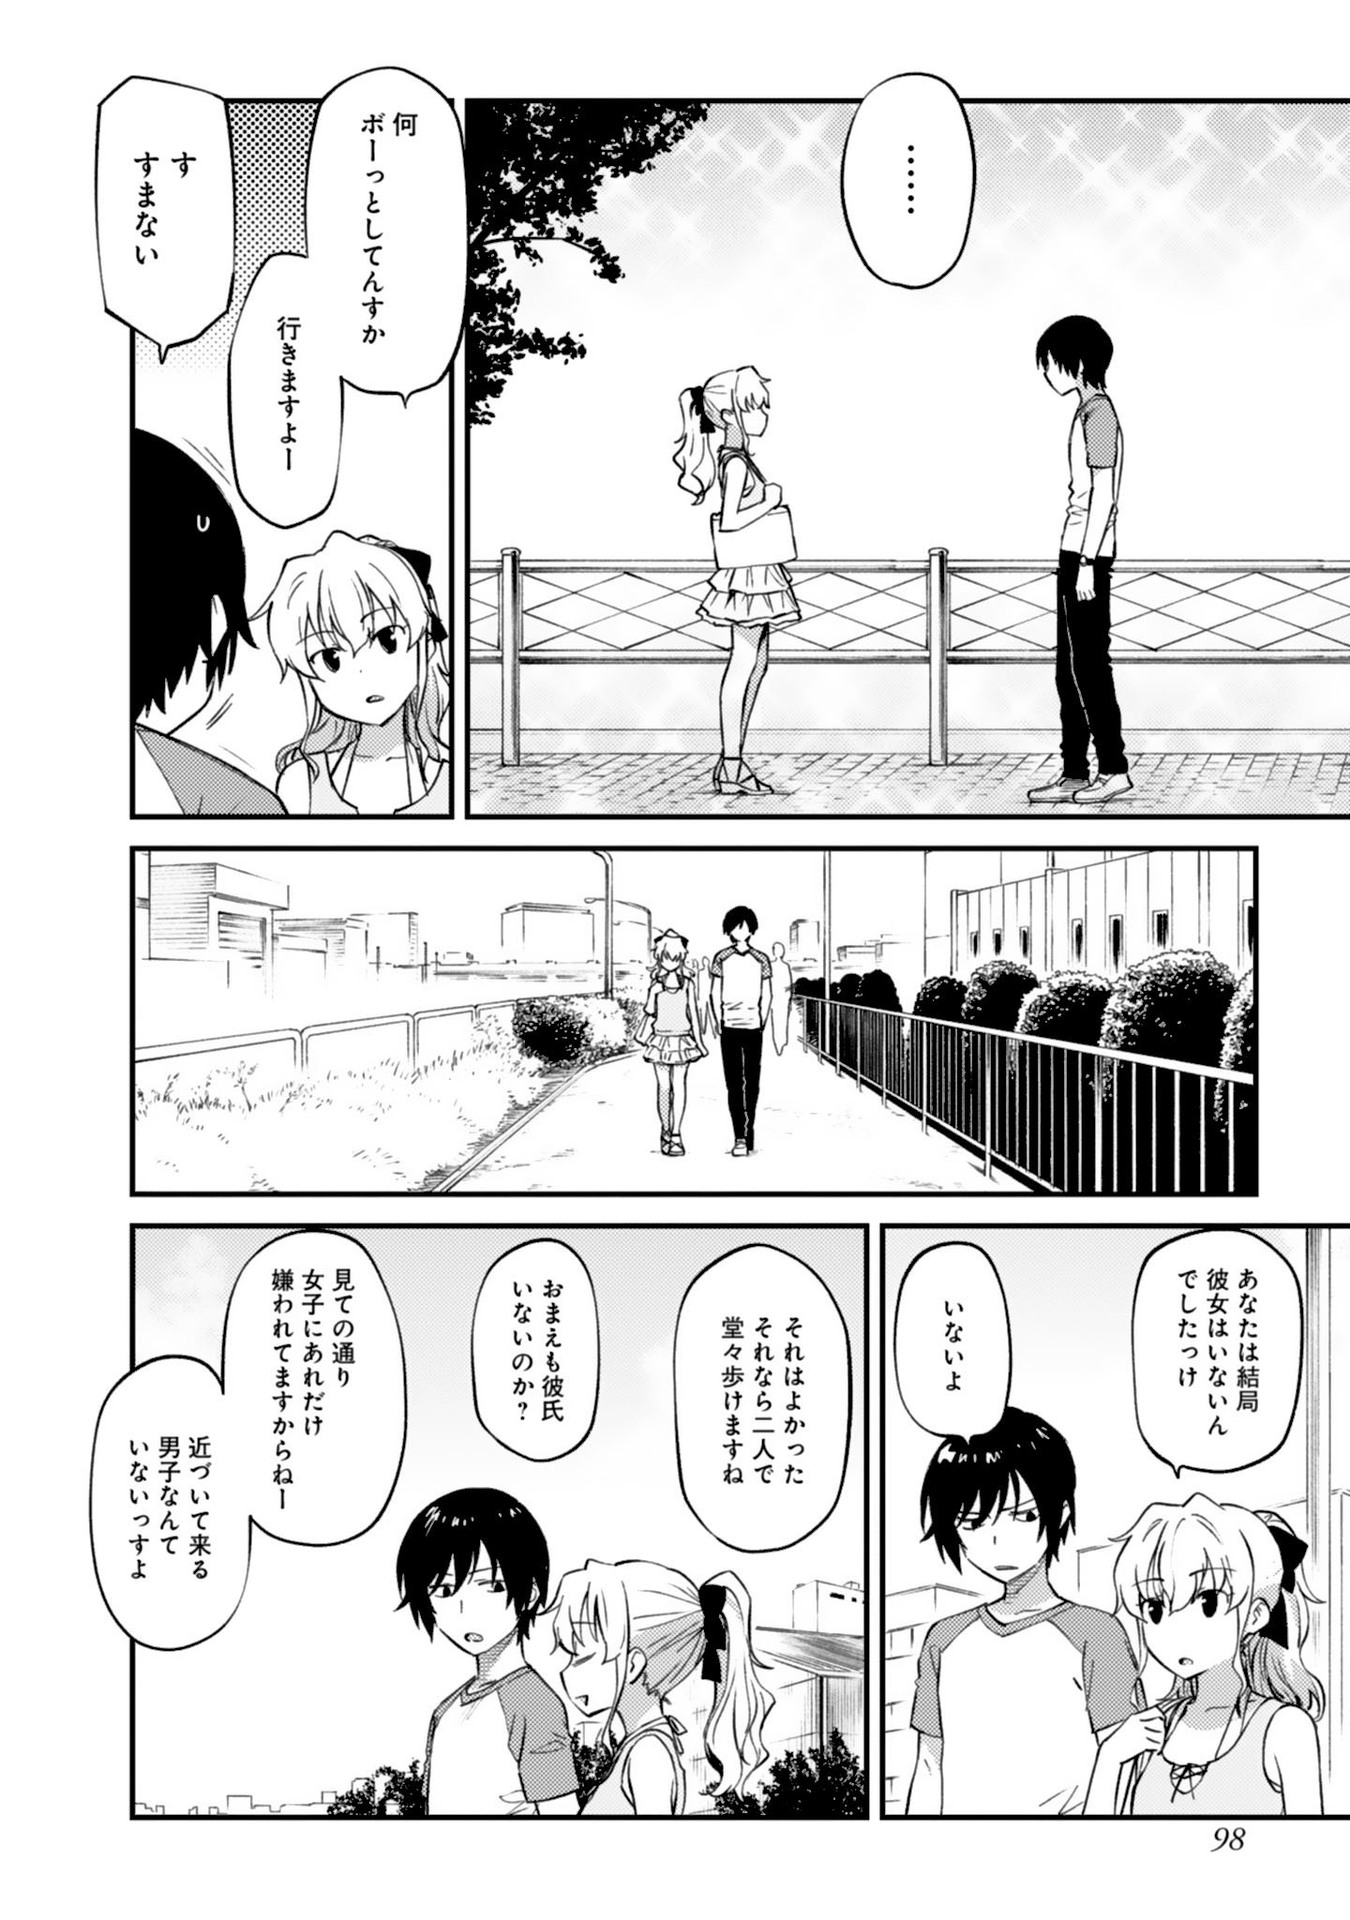 ……
何
ボーっとしてんすか
行きますよー
す
すまない
あなたは結局
彼女はいないん
でしたっけ
いないよ
それはよかった
それなら二人で
堂々歩けますね
おまえも彼氏
いないのか？
見ての通り
女子にあれだけ
嫌われてますからねー
近づいて来る
男子なんて
いないっすよ
98